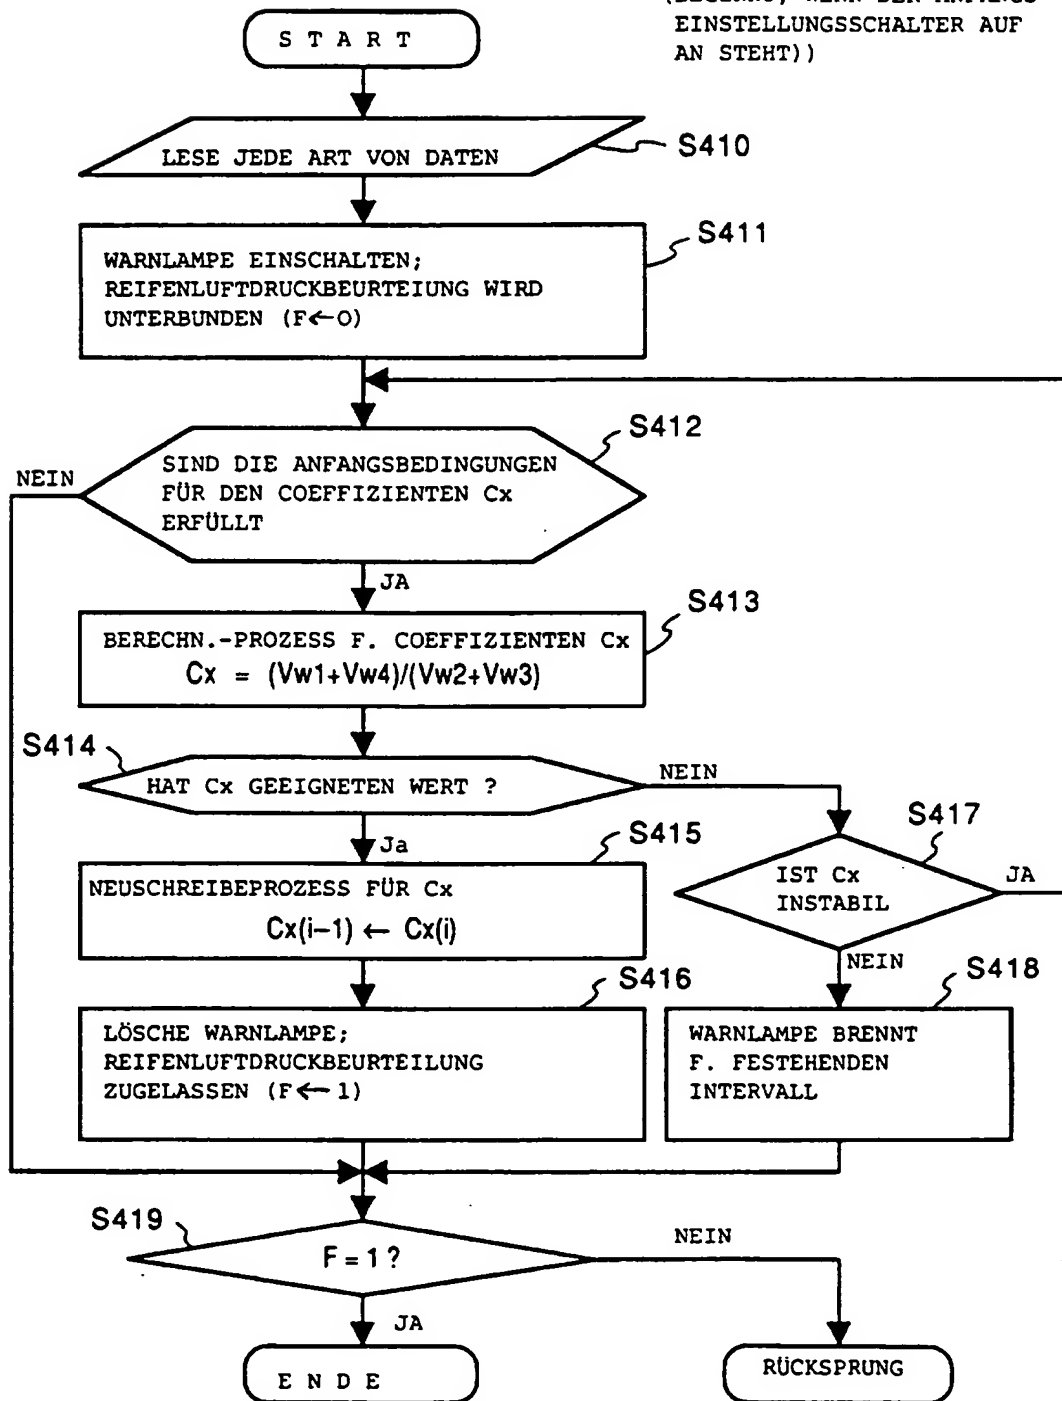 EINSTELLUNGSSCHALTER AUF
AN STEHT))
S T A R T
LESE JEDE ART VON DATEN
S410
S411
WARNLAMPE EINSCHALTEN;
REIFENLUFTDRUCKBEURTEIUNG WIRD
UNTERBUNDEN (F←0)
S412
NEIN
SIND DIE ANFANGSBEDINGUNGEN
FÜR DEN COEFFIZIENTEN Cx
ERFÜLLT
JA
S413
BERECHN.-PROZESS F. COEFFIZIENTEN Cx
Cx = (Vw1+Vw4)/(Vw2+Vw3)
S414
HAT Cx GEEIGNETEN WERT ?
NEIN
Ja
S415
S417
NEUSCHREIBEPROZESS FÜR Cx
Cx(i–1) ← Cx(i)
IST Cx
INSTABIL
JA
NEIN
S416
S418
LÖSCHE WARNLAMPE;
REIFENLUFTDRUCKBEURTEILUNG
ZUGELASSEN (F←1)
WARNLAMPE BRENNT
F. FESTEHENDEN
INTERVALL
S419
F = 1 ?
NEIN
JA
E N D E
RÜCKSPRUNG